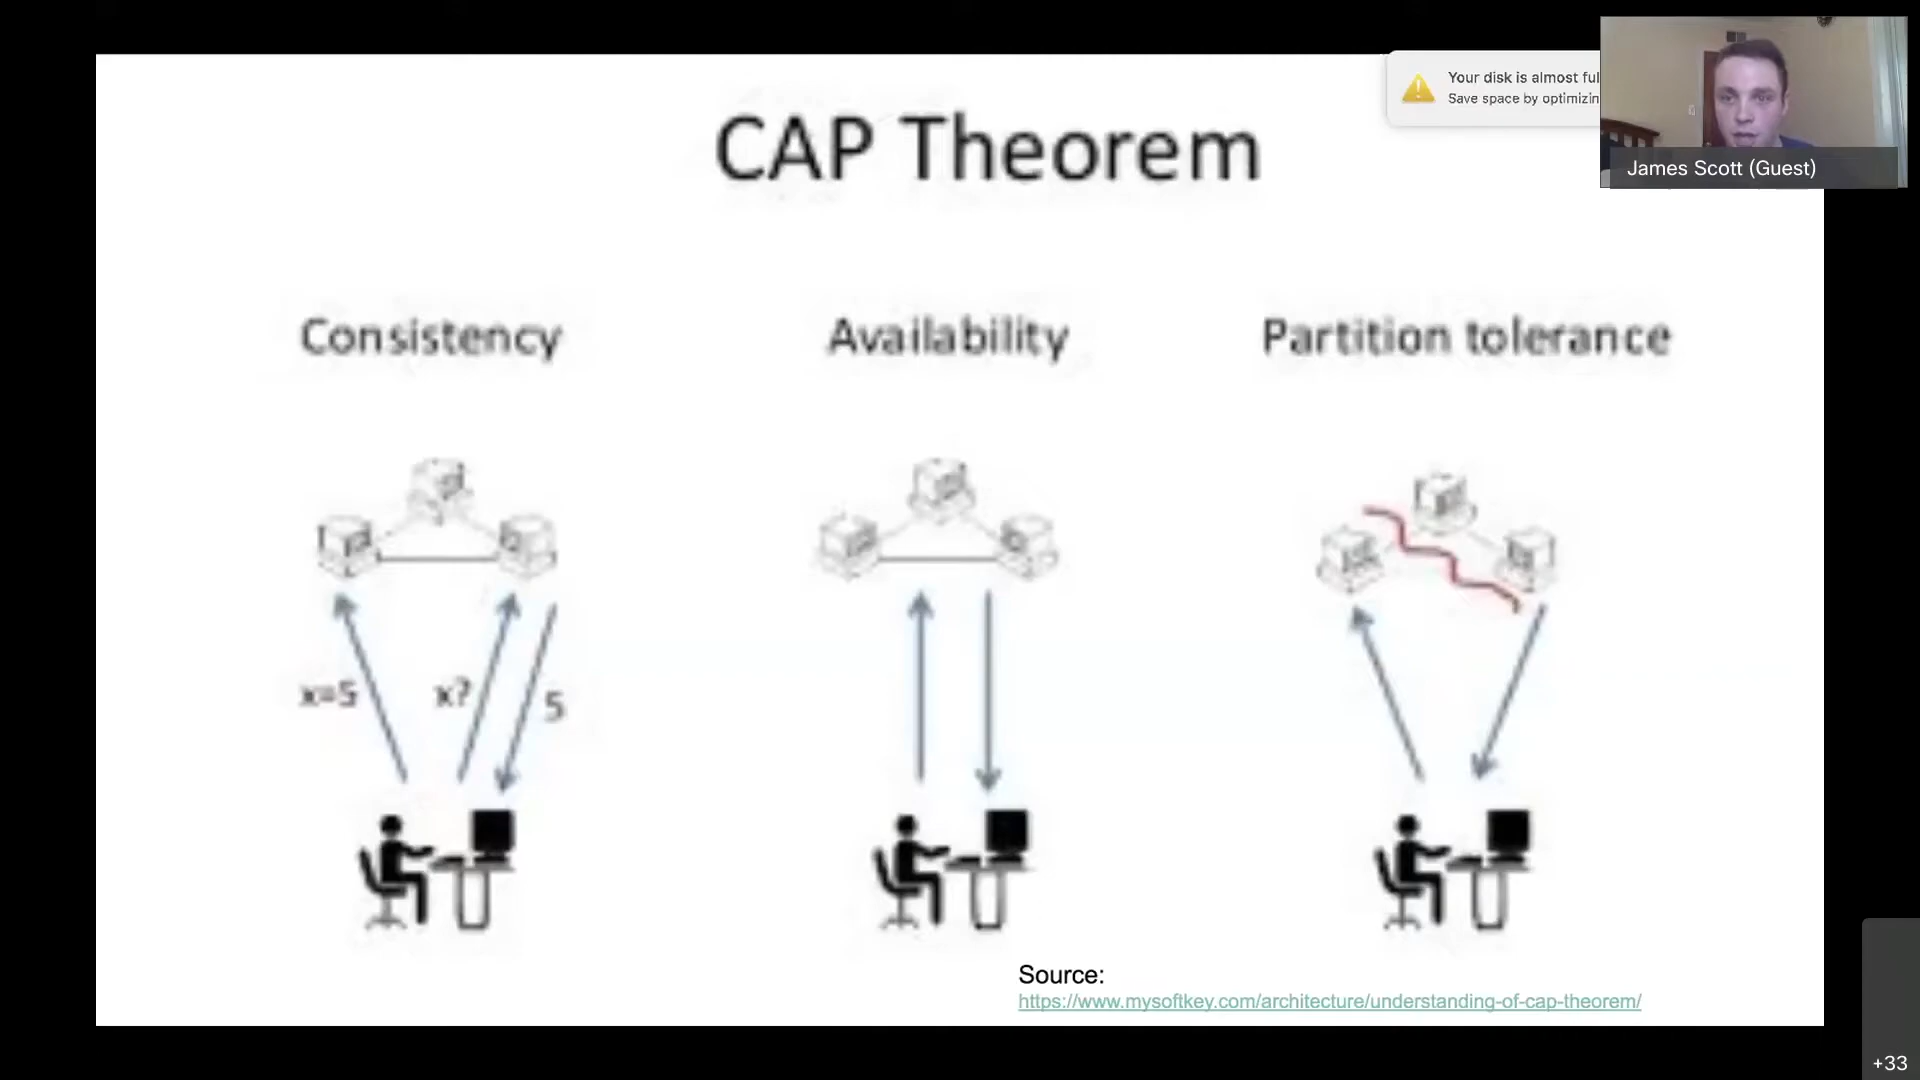 CAP Theorem
Your disk is almost ful
Save space by optimizin
James Scott (Guest)
Consistency
Availability
Partition tolerance
x=5
x?
5
Source:
https://www.mysoftkey.com/architecture/understanding-of-cap-theorem/
+33